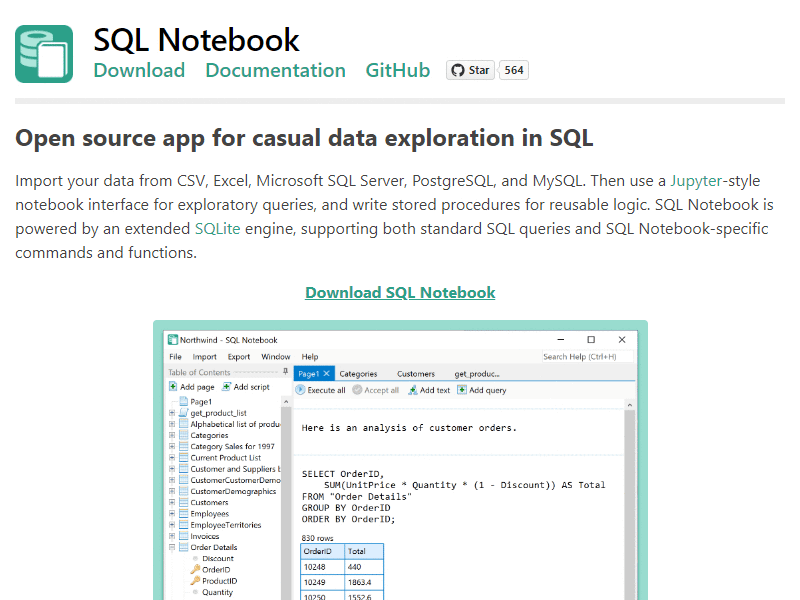 SQL Notebook
Download Documentation GitHub Star 564
Open source app for casual data exploration in SQL
Import your data from CSV, Excel, Microsoft SQL Server, PostgreSQL, and MySQL. Then use a Jupyter-style
notebook interface for exploratory queries, and write stored procedures for reusable logic. SQL Notebook is
powered by an extended SQLite engine, supporting both standard SQL queries and SQL Notebook-specific
commands and functions.
Download SQL Notebook
Northwind - SQL Notebook
File Import Export Window Help Search Help (Ctrl+H)
Table of Contents
Add page Add script
Page1
get_product_list
Alphabetical list of produ
Categories
Category Sales for 1997
Current Product List
Customer and Suppliers b
CustomerCustomerDemo
CustomerDemographics
Customers
Employees
EmployeeTerritories
Invoices
Order Details
Discount
OrderID
ProductID
Quantity
Page1 Categories Customers get_produc...
Execute all Accept all Add text Add query
Here is an analysis of customer orders.
SELECT OrderID,
SUM(UnitPrice * Quantity * (1 - Discount)) AS Total
FROM "Order Details"
GROUP BY OrderID
ORDER BY OrderID;
830 rows
OrderID Total
10248 440
10249 1863.4
10250 1552.6